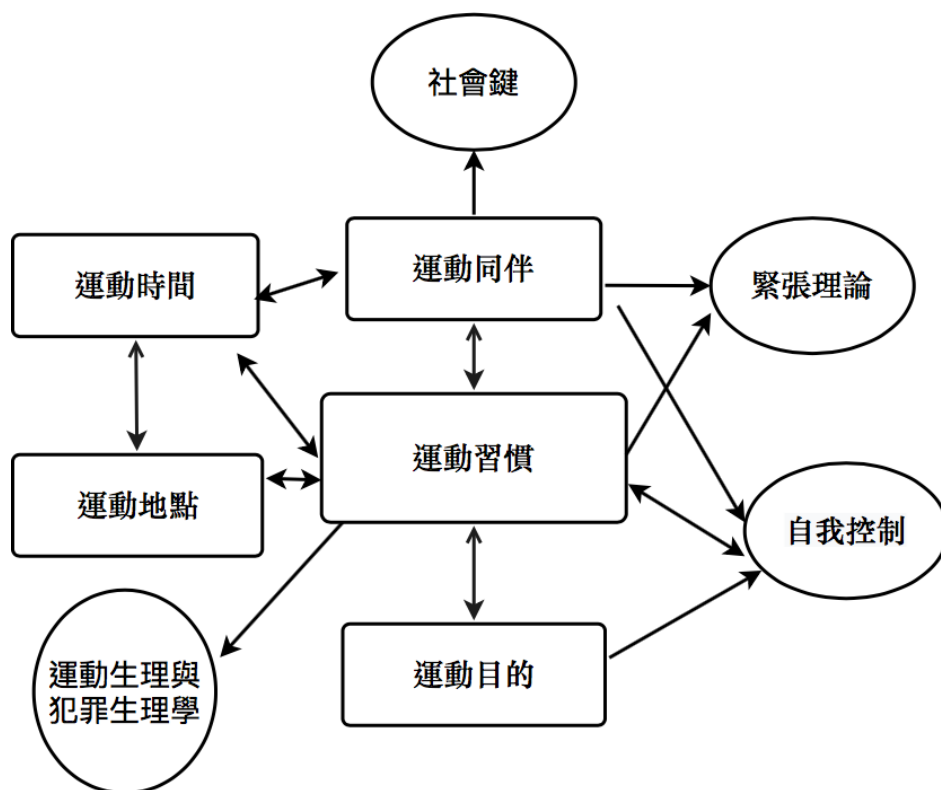 社會鍵
運動時間
運動同伴
緊張理論
運動習慣
運動地點
自我控制
運動生理與
犯罪生理學
運動目的